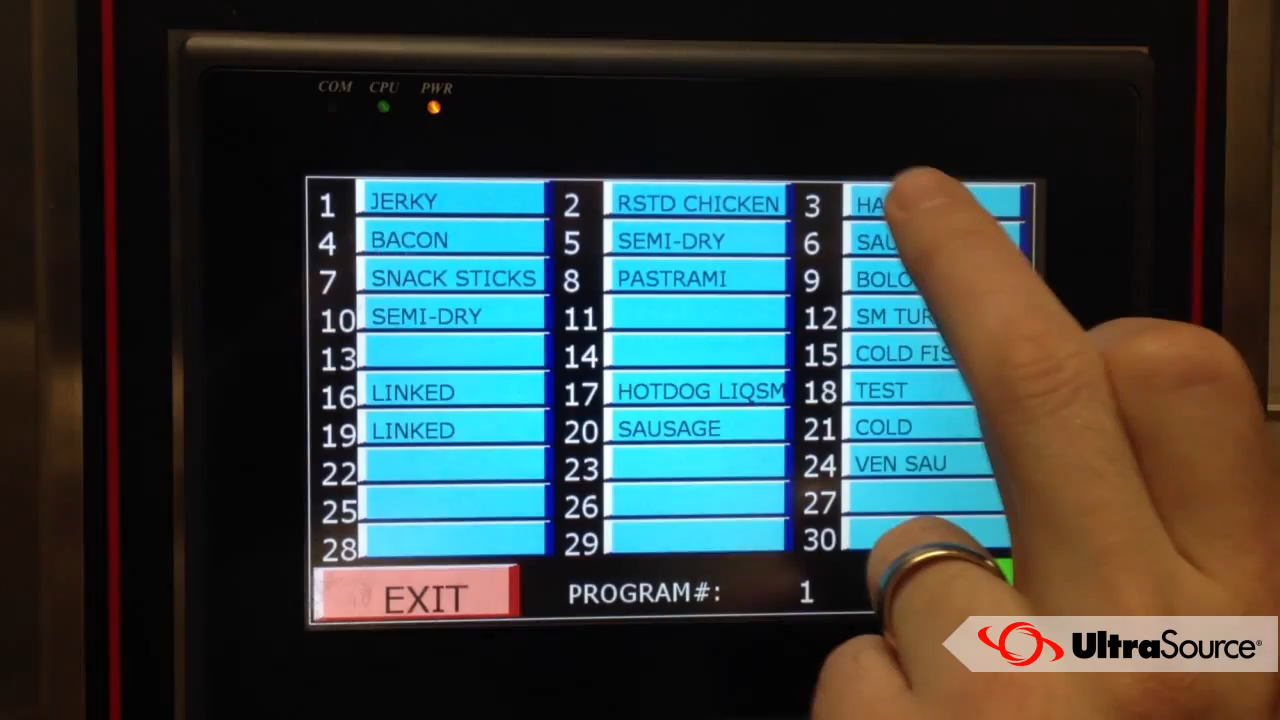 COM CPU PWR
1 JERKY 2 RSTD CHICKEN 3
4 BACON 5 SEMI-DRY 6
7 SNACK STICKS 8 PASTRAMI 9
10 SEMI-DRY 11 12 SM
13 14 15 COLD
16 LINKED 17 HOTDOG LIQSM 18 TEST
19 LINKED 20 SAUSAGE 21 COLD
22 23 24 VEN SAU
25 26 27
28 29 30
EXIT PROGRAM#: 1
UltraSource®